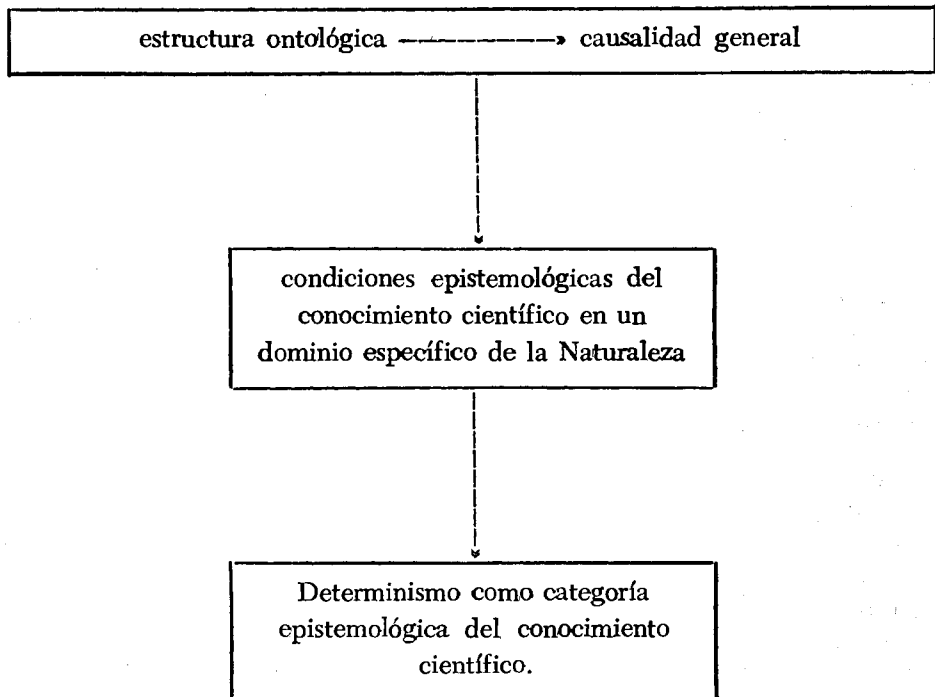 estructura ontológica ----------→ causalidad general
condiciones epistemológicas del
conocimiento científico en un
dominio específico de la Naturaleza
Determinismo como categoría
epistemológica del conocimiento
científico.